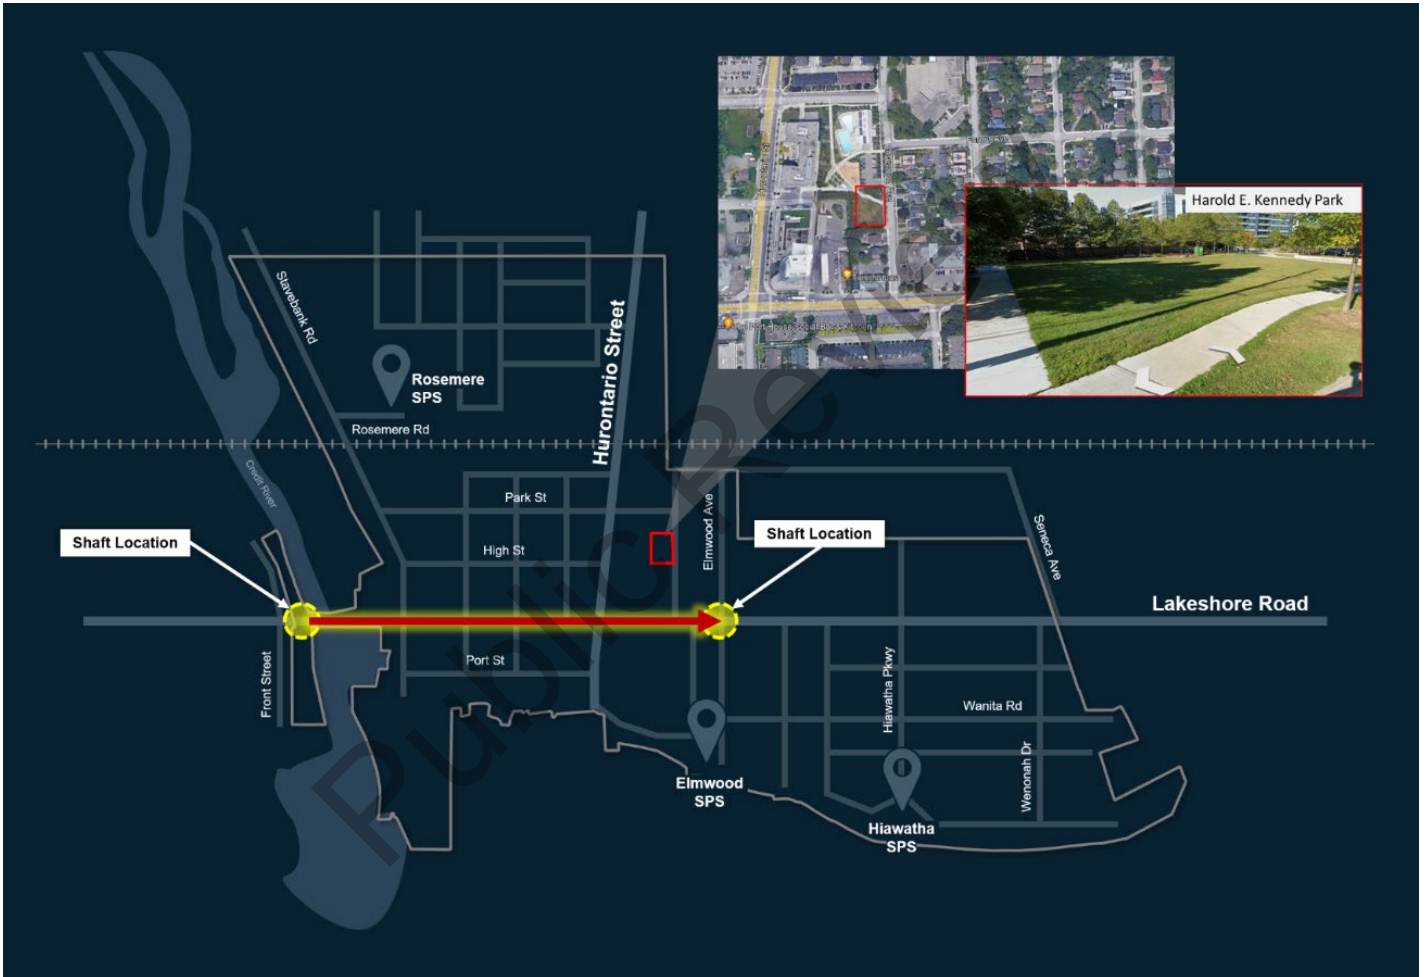 Harold E. Kennedy Park
Stavebank Rd
Hurontario Street
Rosemere
SPS
Rosemere Rd
Credit River
Park St
Elmwood Ave
Seneca Ave
Shaft Location
Shaft Location
High St
Lakeshore Road
Port St
Front Street
Hiawatha Pkwy
Wanita Rd
Wenonah Dr
Elmwood
SPS
Hiawatha
SPS
Public Review